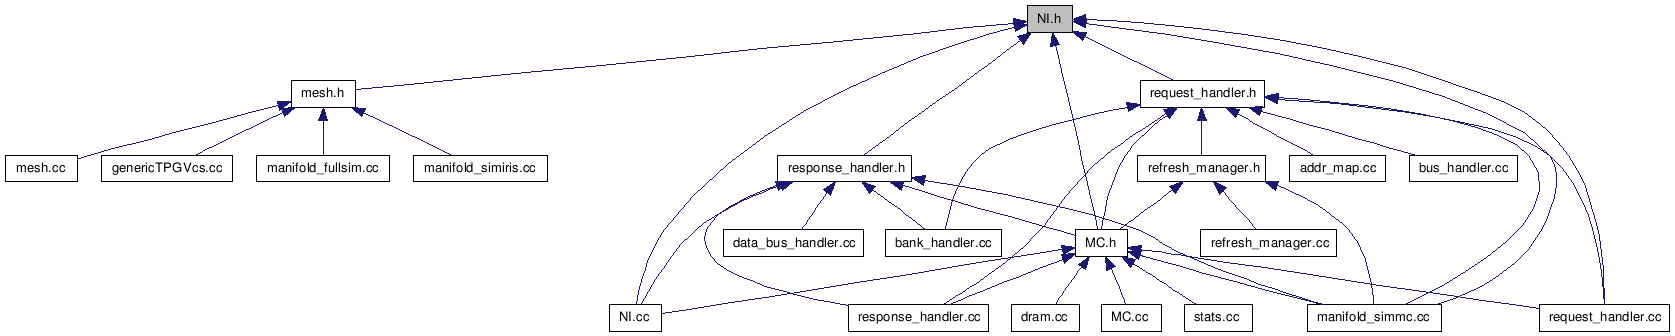 NI.h
mesh.h
request_handler.h
mesh.cc
genericTPGVcs.cc
manifold_fullsim.cc
manifold_simiris.cc
response_handler.h
refresh_manager.h
addr_map.cc
bus_handler.cc
data_bus_handler.cc
bank_handler.cc
MC.h
refresh_manager.cc
NI.cc
response_handler.cc
dram.cc
MC.cc
stats.cc
manifold_simmc.cc
request_handler.cc